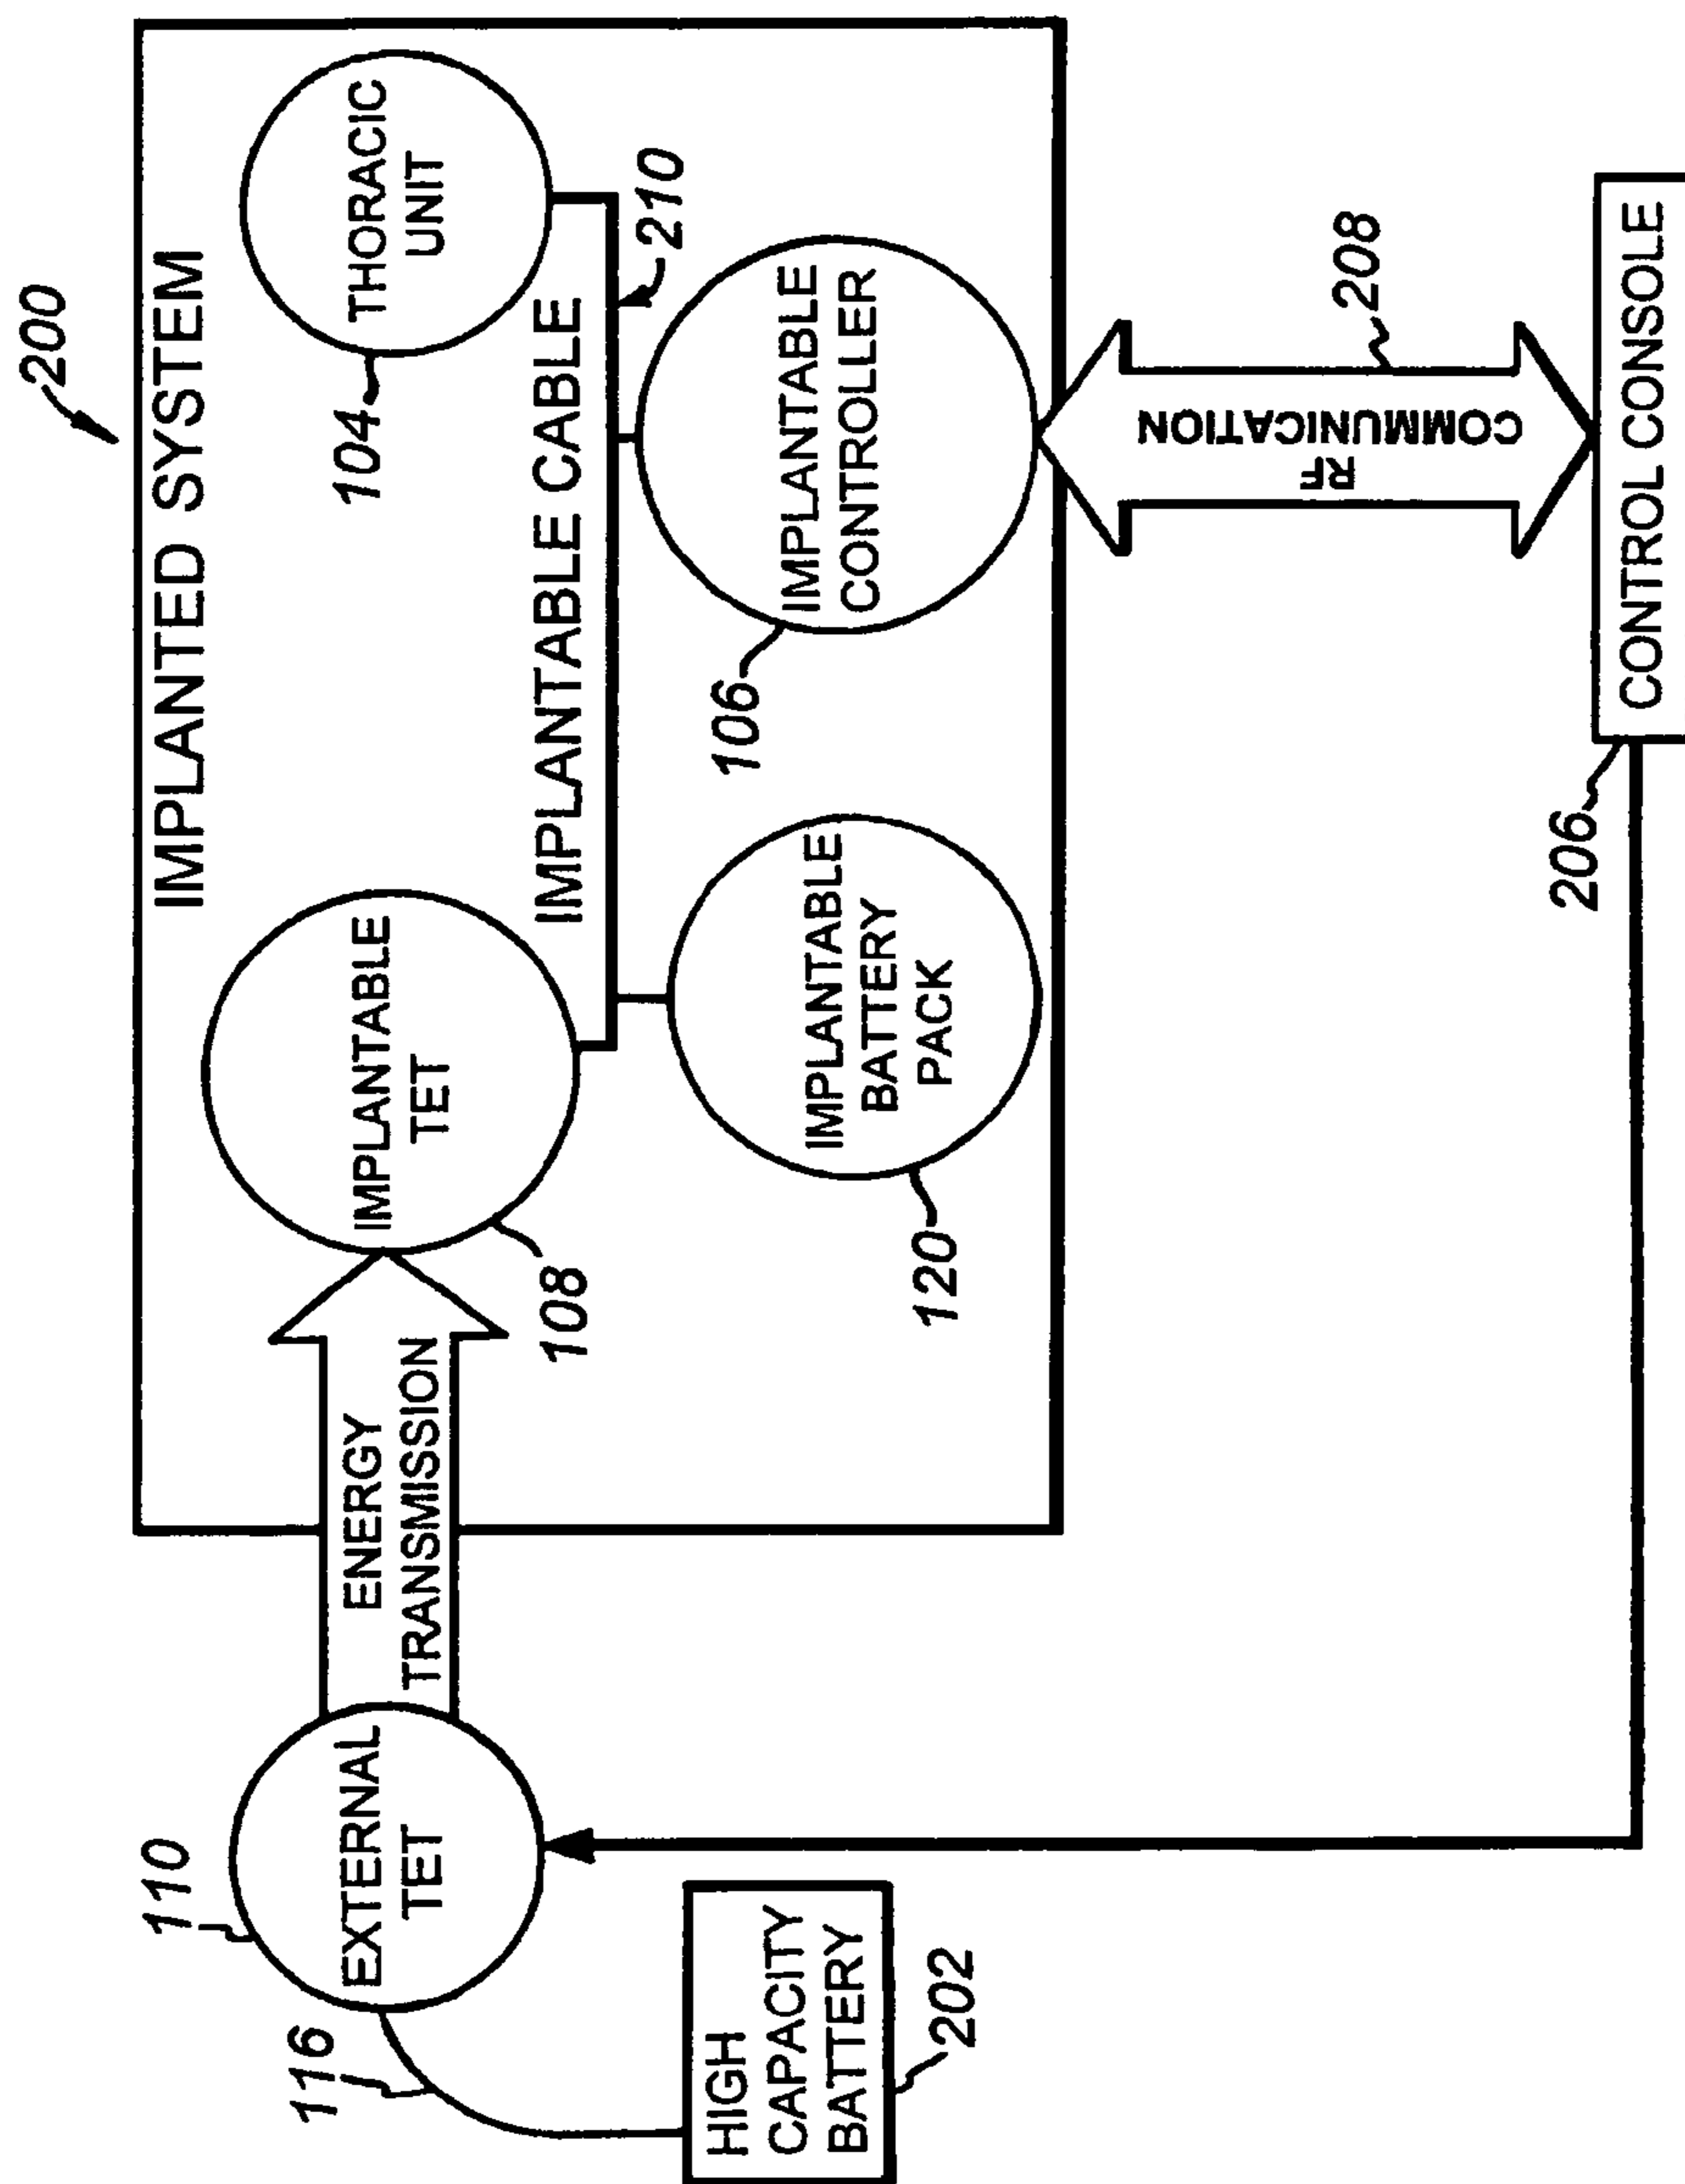 200
IMPLANTED SYSTEM
110
EXTERNAL
TET
ENERGY
TRANSMISSION
IMPLANTABLE
TET
THORACIC
UNIT
104
116
108
IMPLANTABLE CABLE
210
HIGH
CAPACITY
BATTERY
202
IMPLANTABLE
BATTERY
PACK
120
IMPLANTABLE
CONTROLLER
106
RF
COMMUNICATION
208
206
CONTROL CONSOLE